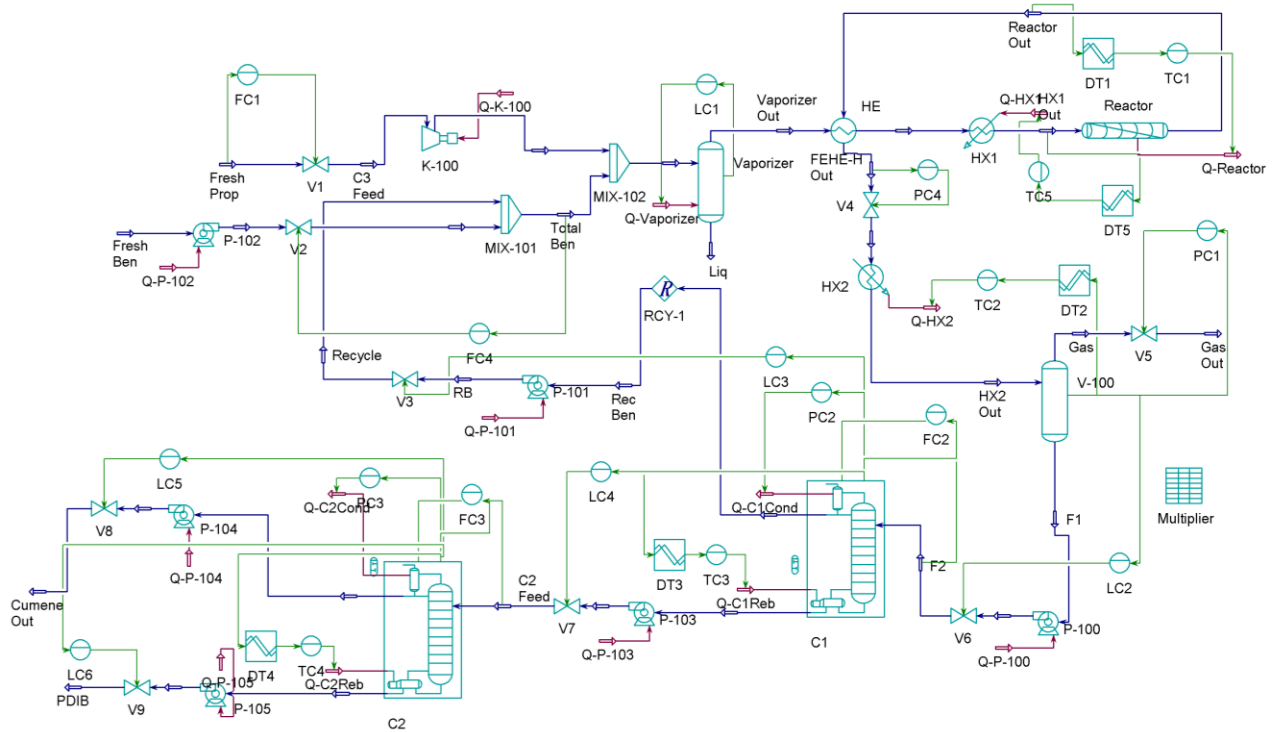 Reactor
Out
DT1
TC1
FC1
Q-K-100
LC1
Vaporizer
Out
HE
Q-HX1
HX1
Out
Reactor
K-100
Fresh
Prop
V1
C3
Feed
MIX-102
Vaporizer
FEHE-H
Out
HX1
Q-Reactor
PC4
TC5
V4
DT5
Q-Vaporizer
Fresh
Ben
P-102
V2
MIX-101
Total
Ben
Liq
Q-P-102
PC1
HX2
TC2
DT2
RCY-1
Q-HX2
FC4
Recycle
Gas
V5
Gas
Out
V-100
LC3
V3
RB
P-101
Rec
Ben
HX2
Out
PC2
Q-P-101
FC2
LC5
LC4
PC3
Q-C2Cond
FC3
Q-C1Cond
V8
P-104
Multiplier
F1
Q-P-104
DT3
TC3
F2
LC2
Cumene
Out
C2
Feed
Q-C1Reb
V7
P-103
V6
P-100
C1
Q-P-103
Q-P-100
LC6
DT4
TC4
Q-P-105
Q-C2Reb
PDIB
V9
P-105
C2